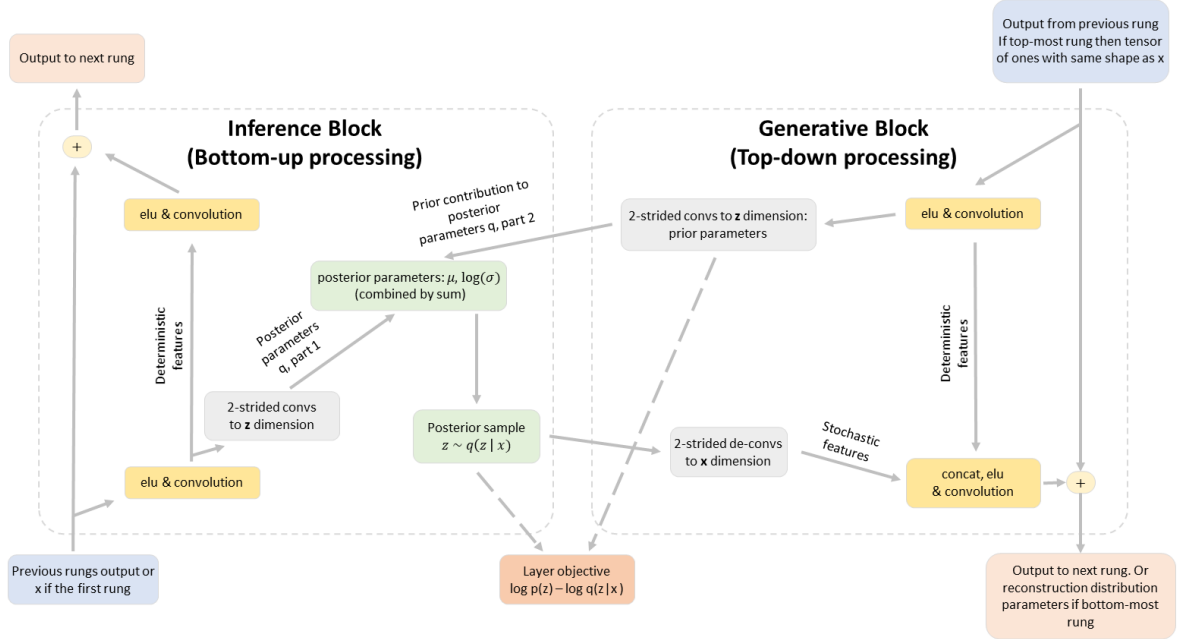 Output from previous rung
If top-most rung then tensor
of ones with same shape as x
Output to next rung
Inference Block
(Bottom-up processing)
Generative Block
(Top-down processing)
+
elu & convolution
Prior contribution to
posterior
parameters q, part 2
2-strided convs to z dimension:
prior parameters
elu & convolution
posterior parameters: μ, log(σ)
(combined by sum)
Deterministic
features
Posterior
parameters
q, part 1
Deterministic
features
2-strided convs
to z dimension
Posterior sample
z ~ q(z | x)
2-strided de-convs
to x dimension
Stochastic
features
elu & convolution
concat, elu
& convolution
+
Previous rungs output or
x if the first rung
Layer objective
log p(z) – log q(z|x)
Output to next rung. Or
reconstruction distribution
parameters if bottom-most
rung